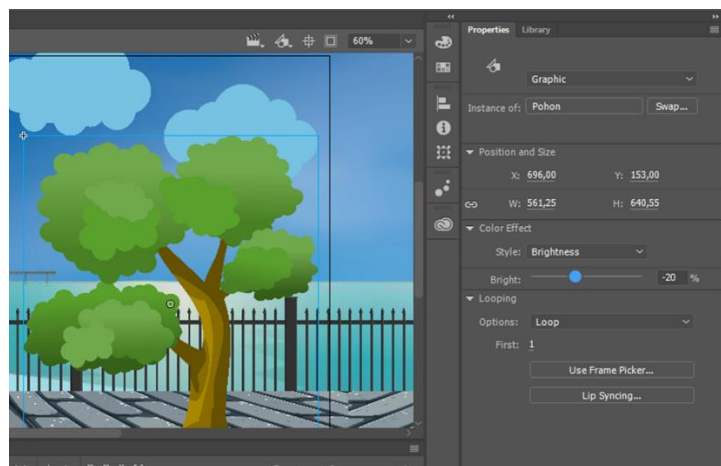 60%
Properties Library
Graphic
Instance of: Pohon Swap...
Position and Size
X: 696,00 Y: 153,00
W: 561,25 H: 640,55
Color Effect
Style: Brightness
Bright: -20 %
Looping
Options: Loop
First: 1
Use Frame Picker...
Lip Syncing...